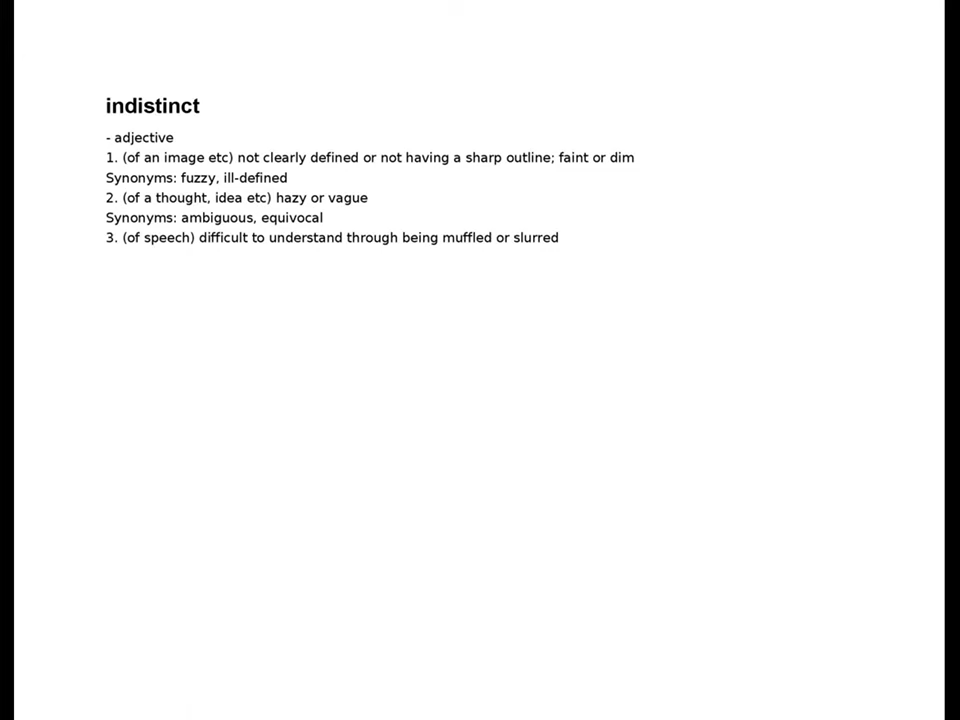 indistinct
- adjective
1. (of an image etc) not clearly defined or not having a sharp outline; faint or dim
Synonyms: fuzzy, ill-defined
2. (of a thought, idea etc) hazy or vague
Synonyms: ambiguous, equivocal
3. (of speech) difficult to understand through being muffled or slurred